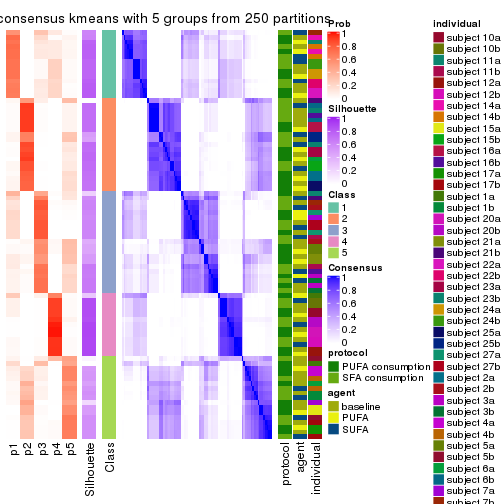 consensus kmeans with 5 groups from 250 partitions
Prob
1
0.8
0.6
0.4
0.2
0
Silhouette
1
0.8
0.6
0.4
0.2
0
Class
1
2
3
4
5
Consensus
1
0.8
0.6
0.4
0.2
0
protocol
PUFA consumption
SFA consumption
agent
baseline
PUFA
SUFA
individual
subject 10a
subject 10b
subject 11a
subject 11b
subject 12a
subject 12b
subject 14a
subject 14b
subject 15a
subject 15b
subject 16a
subject 16b
subject 17a
subject 17b
subject 1a
subject 1b
subject 20a
subject 20b
subject 21a
subject 21b
subject 22a
subject 22b
subject 23a
subject 23b
subject 24a
subject 24b
subject 25a
subject 25b
subject 27a
subject 27b
subject 2a
subject 2b
subject 3a
subject 3b
subject 4a
subject 4b
subject 5a
subject 5b
subject 6a
subject 6b
subject 7a
subject 7b
p1
p2
p3
p4
p5
Silhouette
Class
protocol
agent
individual